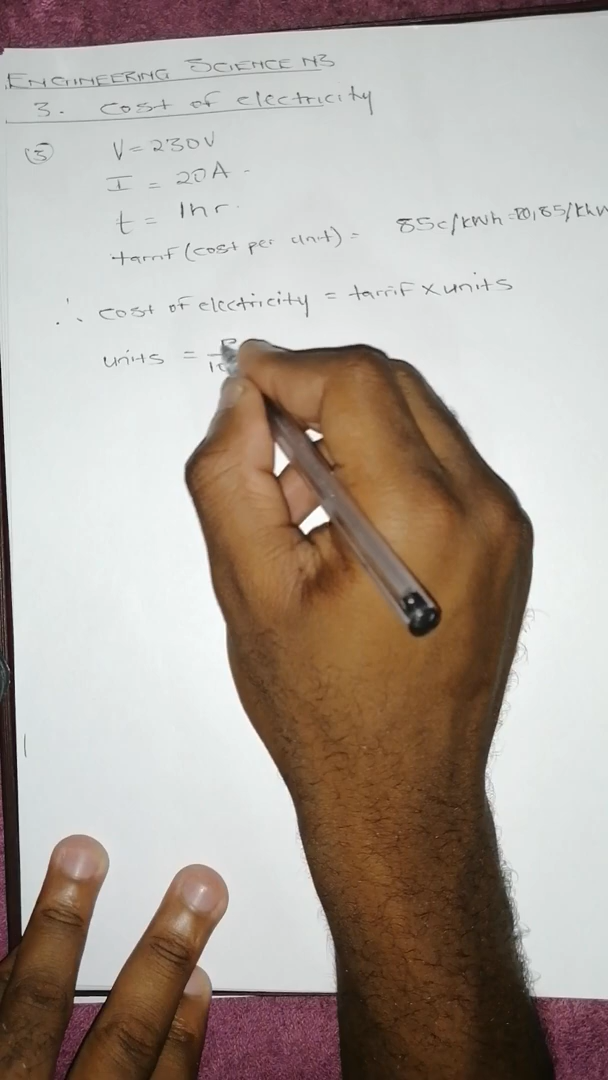 ENGINEERING SCIENCE N3
3. Cost of electricity
⑤ V = 230V
I = 20A
t = 1hr.
tarrif (cost per unit) = 85c/kWh = R0,85/kWh
∴ cost of electricity = tarrif x units
units = P